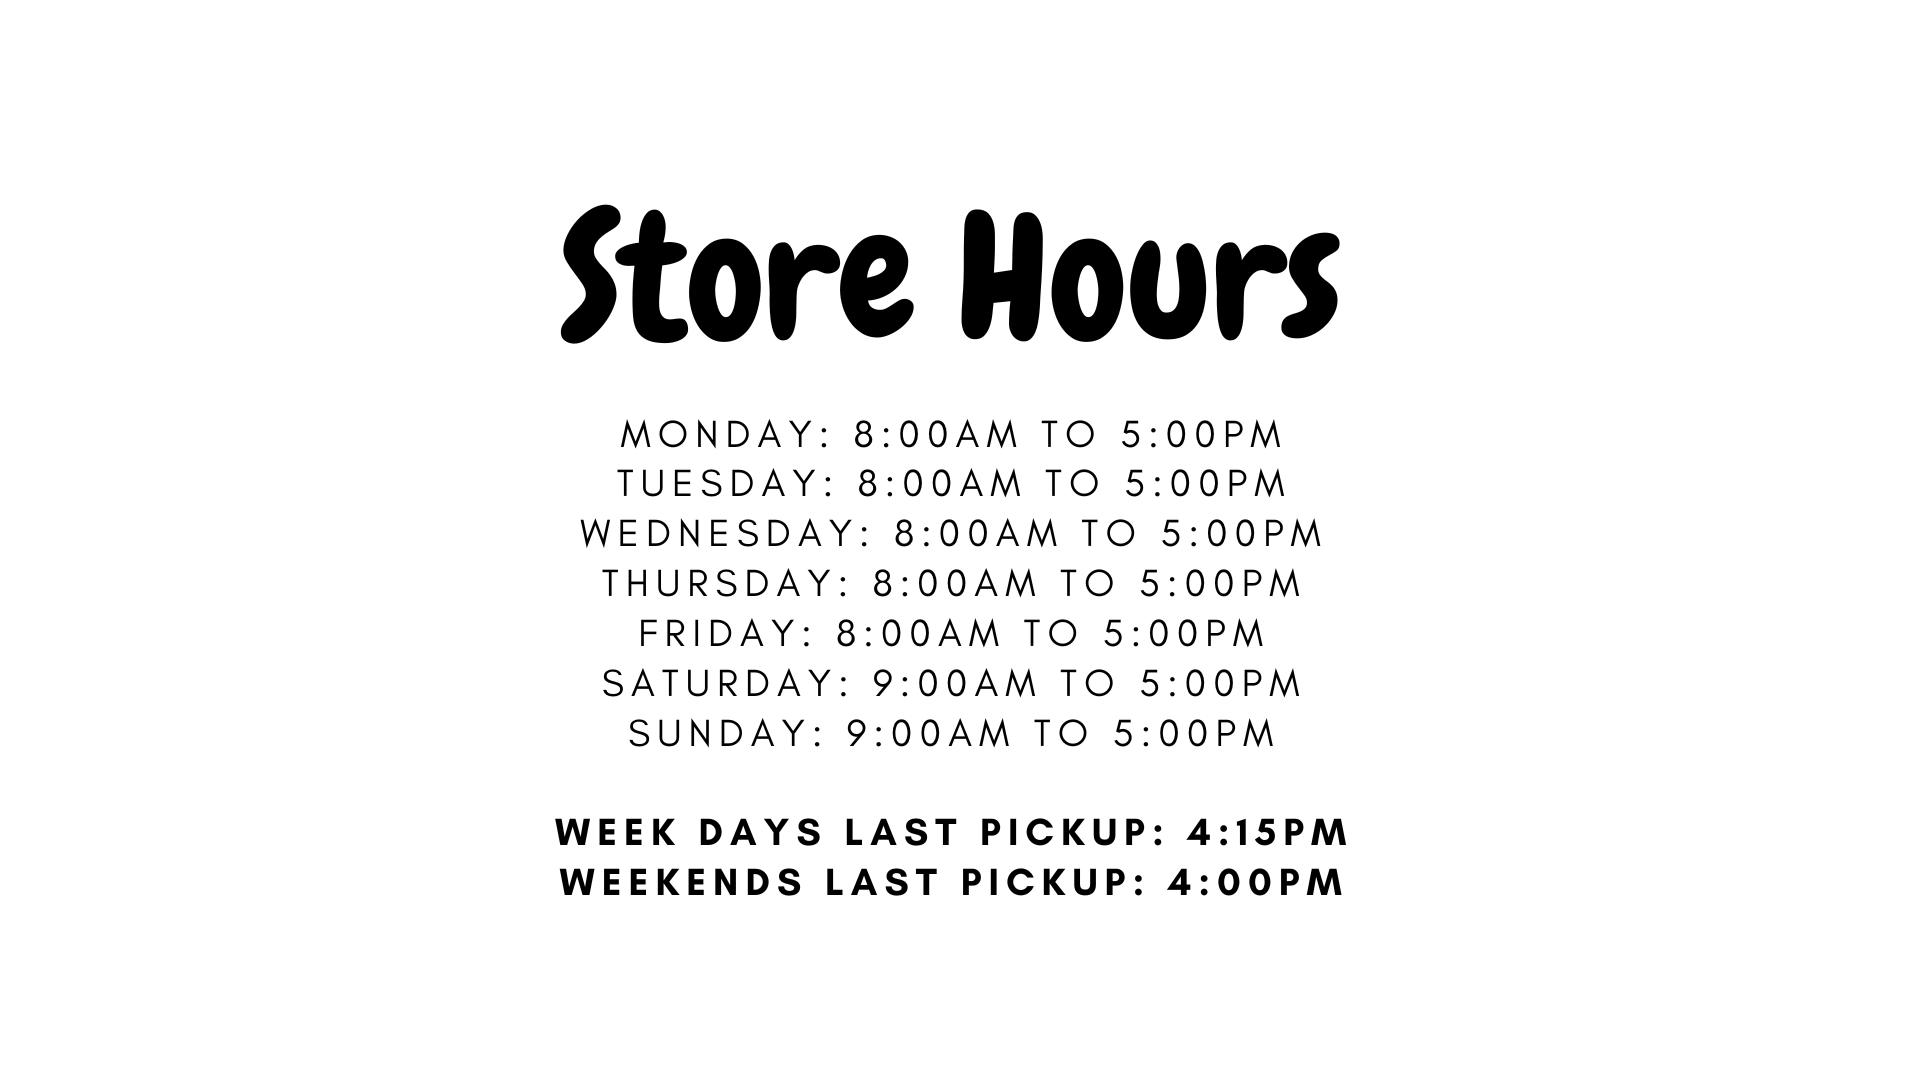 Store Hours
MONDAY: 8:00AM TO 5:00PM
TUESDAY: 8:00AM TO 5:00PM
WEDNESDAY: 8:00AM TO 5:00PM
THURSDAY: 8:00AM TO 5:00PM
FRIDAY: 8:00AM TO 5:00PM
SATURDAY: 9:00AM TO 5:00PM
SUNDAY: 9:00AM TO 5:00PM
WEEK DAYS LAST PICKUP: 4:15PM
WEEKENDS LAST PICKUP: 4:00PM